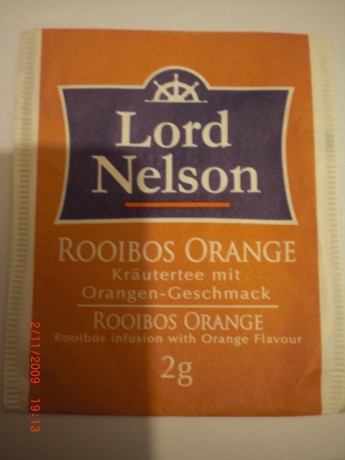 Lord
Nelson
ROOIBOS ORANGE
Kräutertee mit
Orangen-Geschmack
ROOIBOS ORANGE
Rooibos infusion with Orange Flavour
2g
2/11/2009 19:13